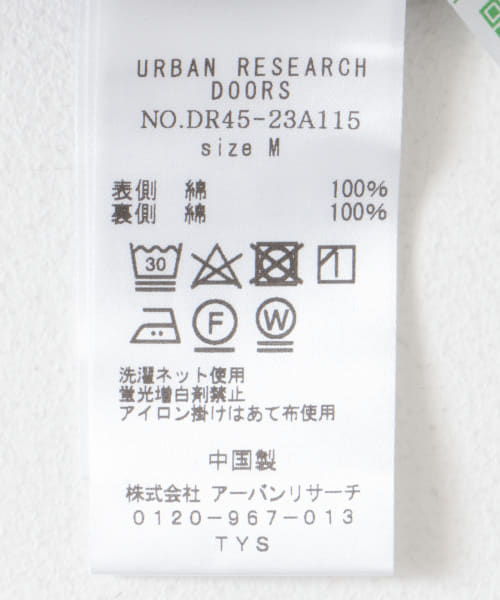 URBAN RESEARCH
DOORS
NO.DR45-23A115
size M
表側 綿 100%
裏側 綿 100%
30
F W
洗濯ネット使用
蛍光増白剤禁止
アイロン掛けはあて布使用
中国製
株式会社 アーバンリサーチ
0120-967-013
TYS